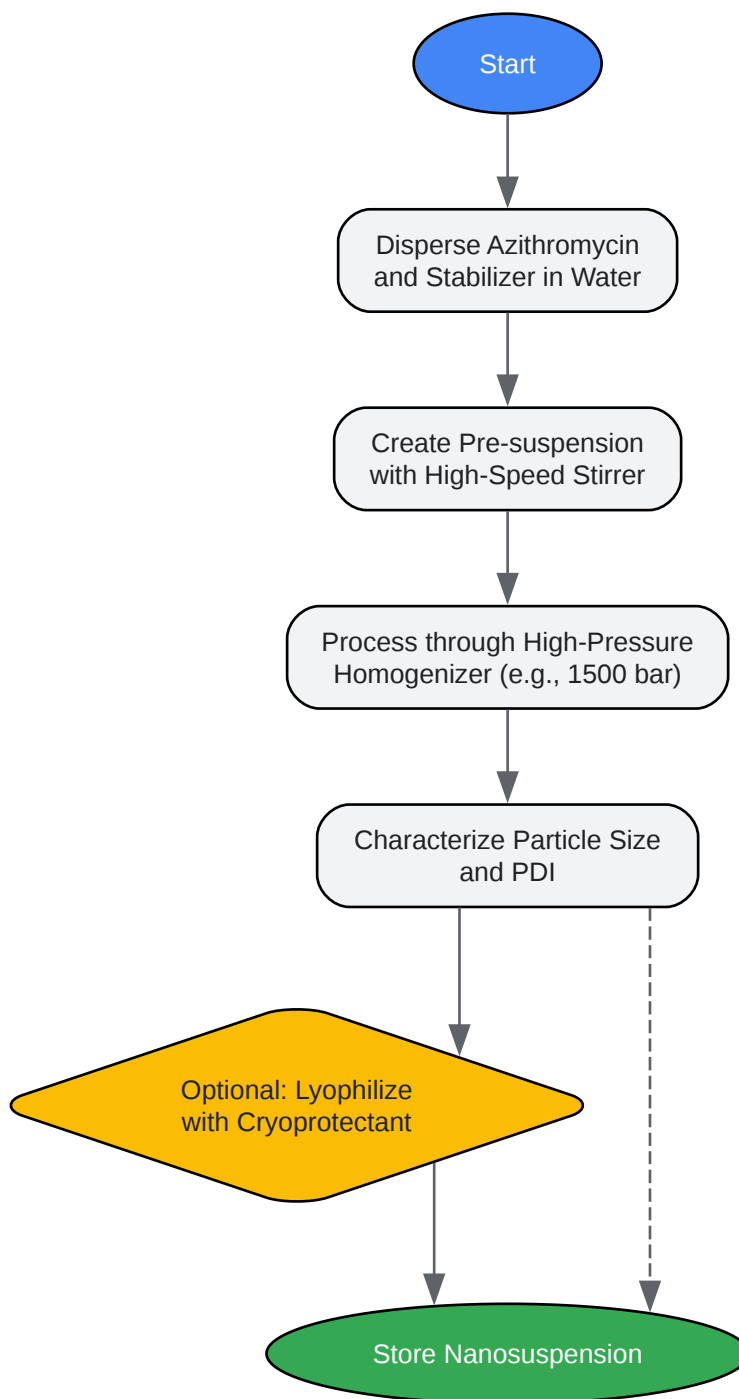 Start
Disperse Azithromycin
and Stabilizer in Water
Create Pre-suspension
with High-Speed Stirrer
Process through High-Pressure
Homogenizer (e.g., 1500 bar)
Characterize Particle Size
and PDI
Optional: Lyophilize
with Cryoprotectant
Store Nanosuspension